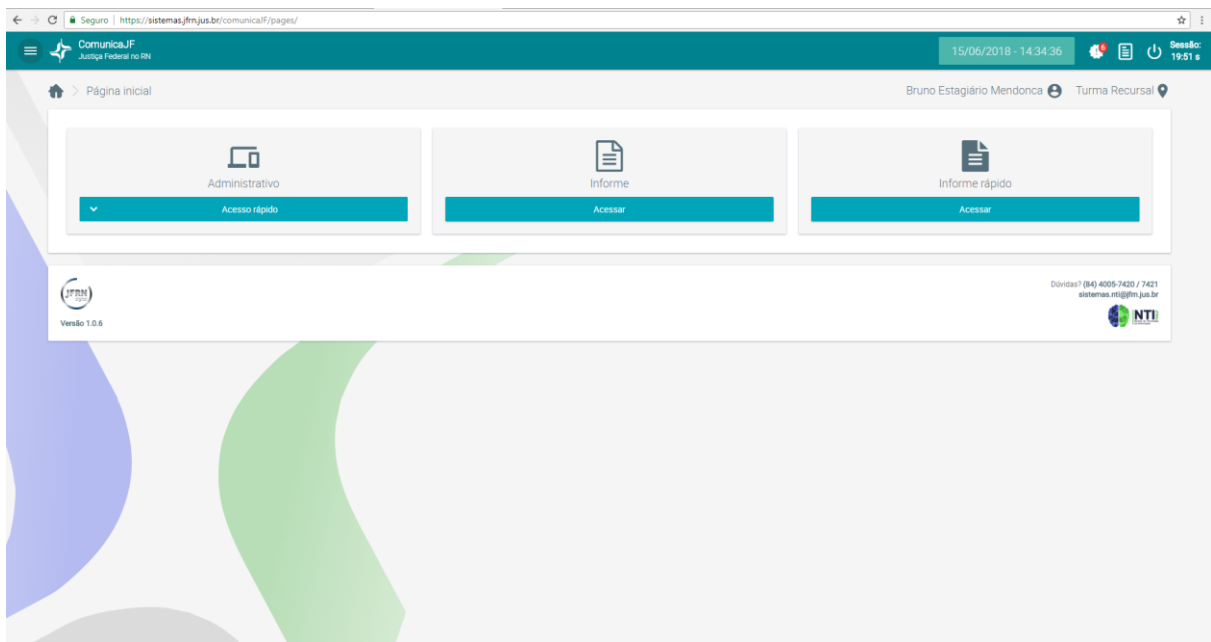 Seguro | https://sistemas.jfrn.jus.br/comunicaJF/pages/
ComunicaJF
Justiça Federal no RN
15/06/2018 - 14:34:36
6
Sessão:
19:51 s
Página inicial
Bruno Estagiário Mendonca
Turma Recursal
Administrativo
Acesso rápido
Informe
Acessar
Informe rápido
Acessar
JFRN
Versão 1.0.6
Dúvidas? (84) 4005-7420 / 7421
sistemas.nti@jfrn.jus.br
NTI